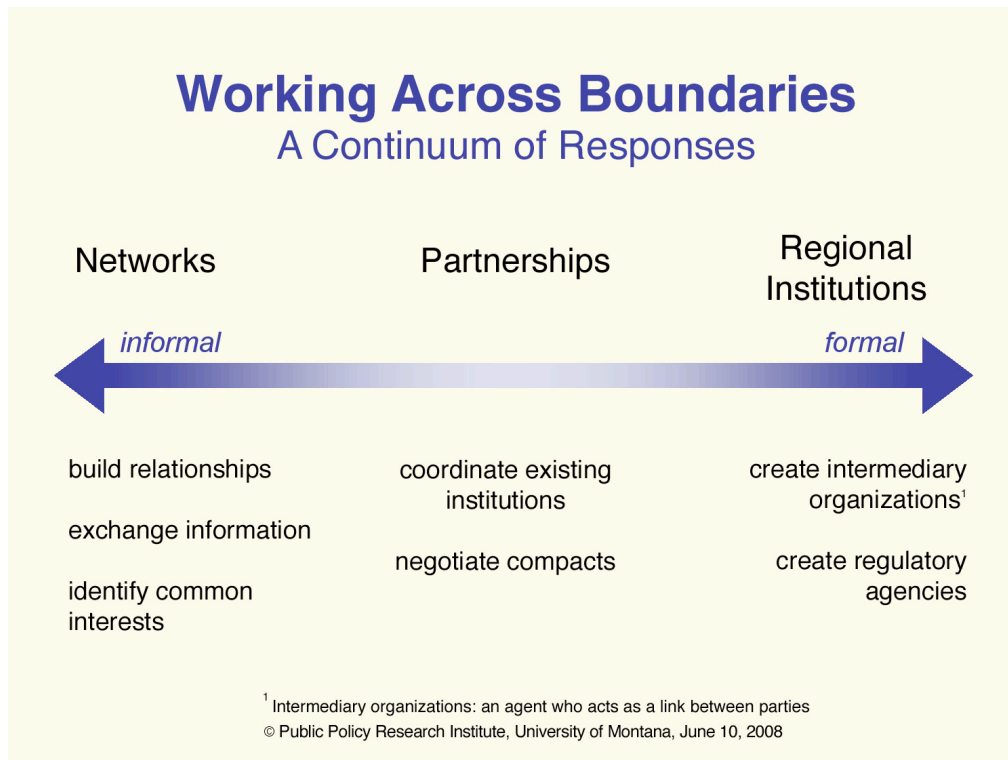 Working Across Boundaries
A Continuum of Responses
Networks
Partnerships
Regional
Institutions
informal
formal
build relationships
exchange information
identify common
interests
coordinate existing
institutions
negotiate compacts
create intermediary
organizations¹
create regulatory
agencies
¹ Intermediary organizations: an agent who acts as a link between parties
© Public Policy Research Institute, University of Montana, June 10, 2008